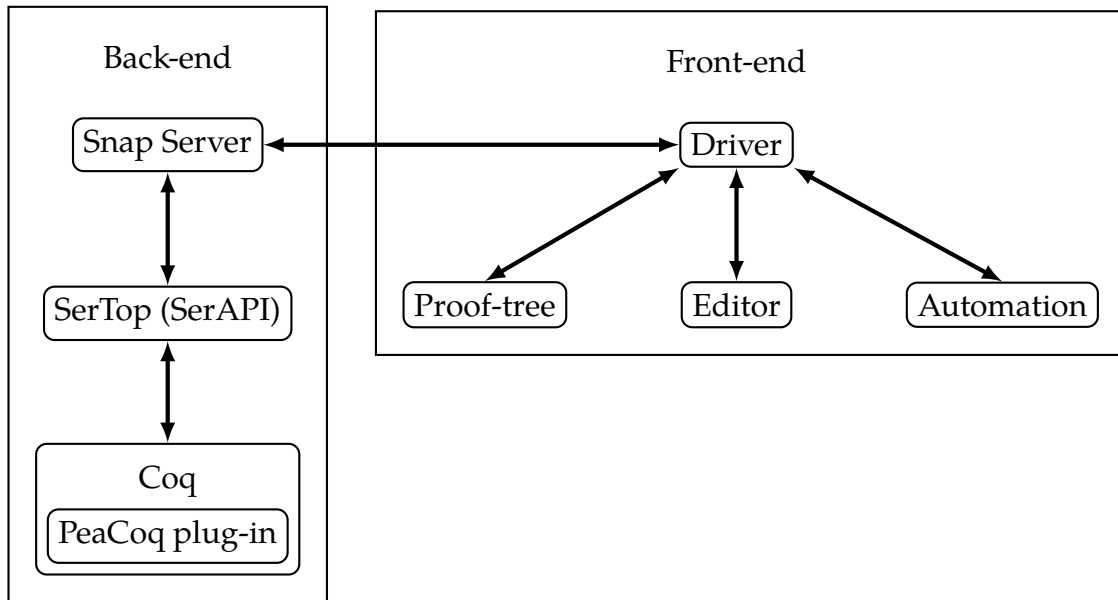 Back-end
Snap Server
SerTop (SerAPI)
Coq
PeaCoq plug-in
Front-end
Driver
Proof-tree
Editor
Automation